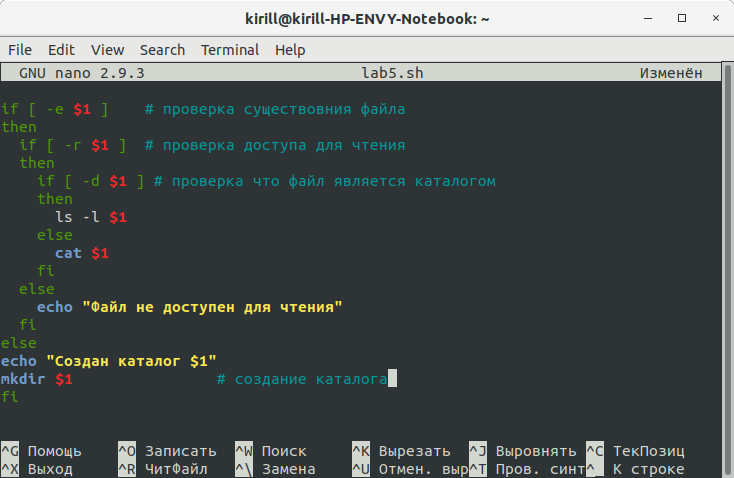 kirill@kirill-HP-ENVY-Notebook: ~
File Edit View Search Terminal Help
GNU nano 2.9.3 lab5.sh Изменён
if [ -e $1 ] # проверка существовния файла
then
if [ -r $1 ] # проверка доступа для чтения
then
if [ -d $1 ] # проверка что файл является каталогом
then
ls -l $1
else
cat $1
fi
else
echo "Файл не доступен для чтения"
fi
else
echo "Создан каталог $1"
mkdir $1 # создание каталога
fi
^G Помощь ^O Записать ^W Поиск ^K Вырезать ^J Выровнять ^C ТекПозиц
^X Выход ^R ЧитФайл ^\ Замена ^U Отмен. выр^T Пров. синт^_ К строке